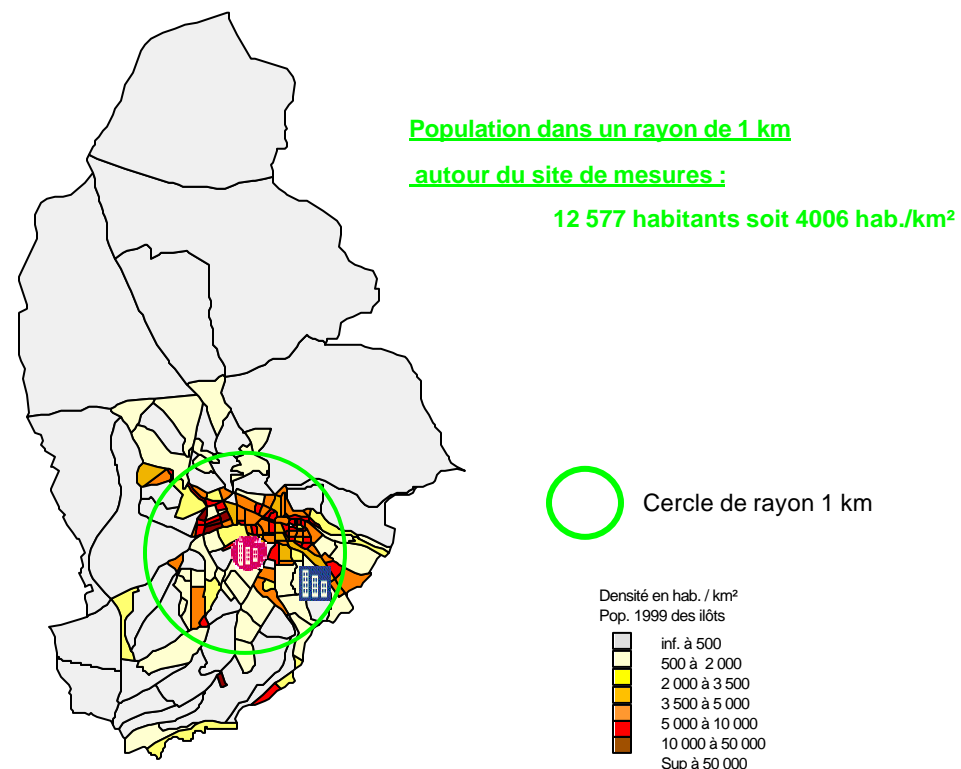 Population dans un rayon de 1 km
autour du site de mesures :
12 577 habitants soit 4006 hab./km²
Cercle de rayon 1 km
Densité en hab. / km²
Pop. 1999 des ilôts
inf. à 500
500 à 2 000
2 000 à 3 500
3 500 à 5 000
5 000 à 10 000
10 000 à 50 000
Sup à 50 000